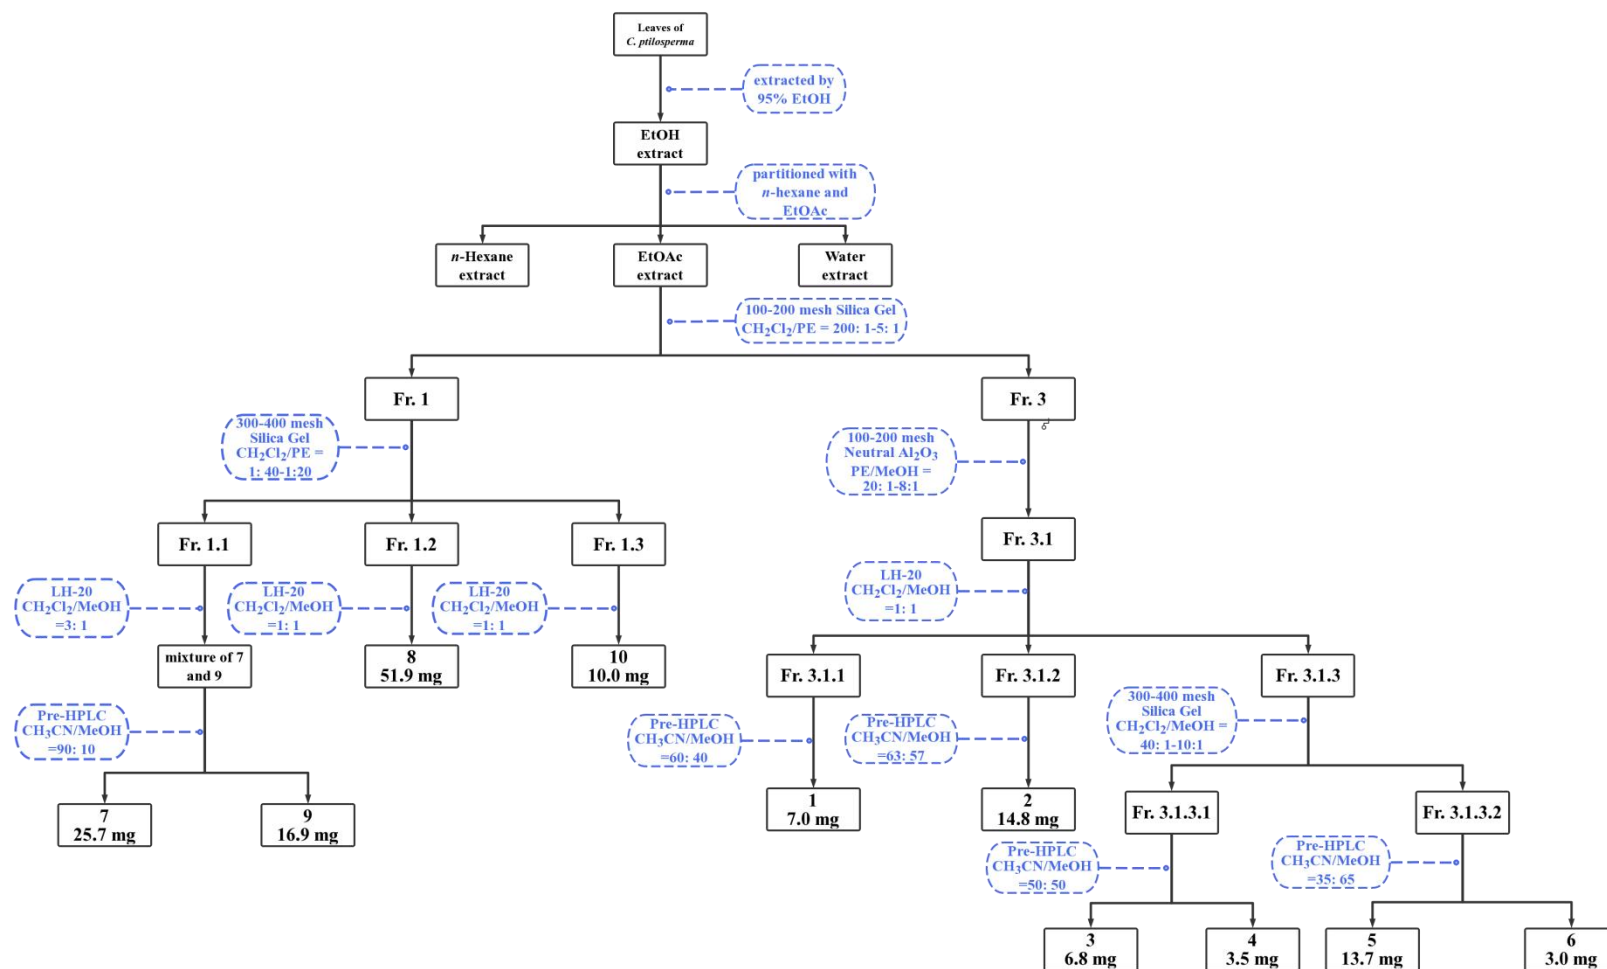 Leaves of
C. ptilosperma
extracted by
95% EtOH
EtOH
extract
partitioned with
n-hexane and
EtOAc
n-Hexane
extract
EtOAc
extract
Water
extract
100-200 mesh Silica Gel
CH₂Cl₂/PE = 200: 1-5: 1
Fr. 1
Fr. 3
300-400 mesh
Silica Gel
CH₂Cl₂/PE =
1: 40-1:20
100-200 mesh
Neutral Al₂O₃
PE/MeOH =
20: 1-8:1
Fr. 1.1
Fr. 1.2
Fr. 1.3
Fr. 3.1
LH-20
CH₂Cl₂/MeOH
=3: 1
LH-20
CH₂Cl₂/MeOH
=1: 1
LH-20
CH₂Cl₂/MeOH
=1: 1
LH-20
CH₂Cl₂/MeOH
=1: 1
mixture of 7
and 9
8
51.9 mg
10
10.0 mg
Fr. 3.1.1
Fr. 3.1.2
Fr. 3.1.3
Pre-HPLC
CH₃CN/MeOH
=90: 10
Pre-HPLC
CH₃CN/MeOH
=60: 40
Pre-HPLC
CH₃CN/MeOH
=63: 57
300-400 mesh
Silica Gel
CH₂Cl₂/MeOH =
40: 1-10:1
7
25.7 mg
9
16.9 mg
1
7.0 mg
2
14.8 mg
Fr. 3.1.3.1
Fr. 3.1.3.2
Pre-HPLC
CH₃CN/MeOH
=50: 50
Pre-HPLC
CH₃CN/MeOH
=35: 65
3
6.8 mg
4
3.5 mg
5
13.7 mg
6
3.0 mg